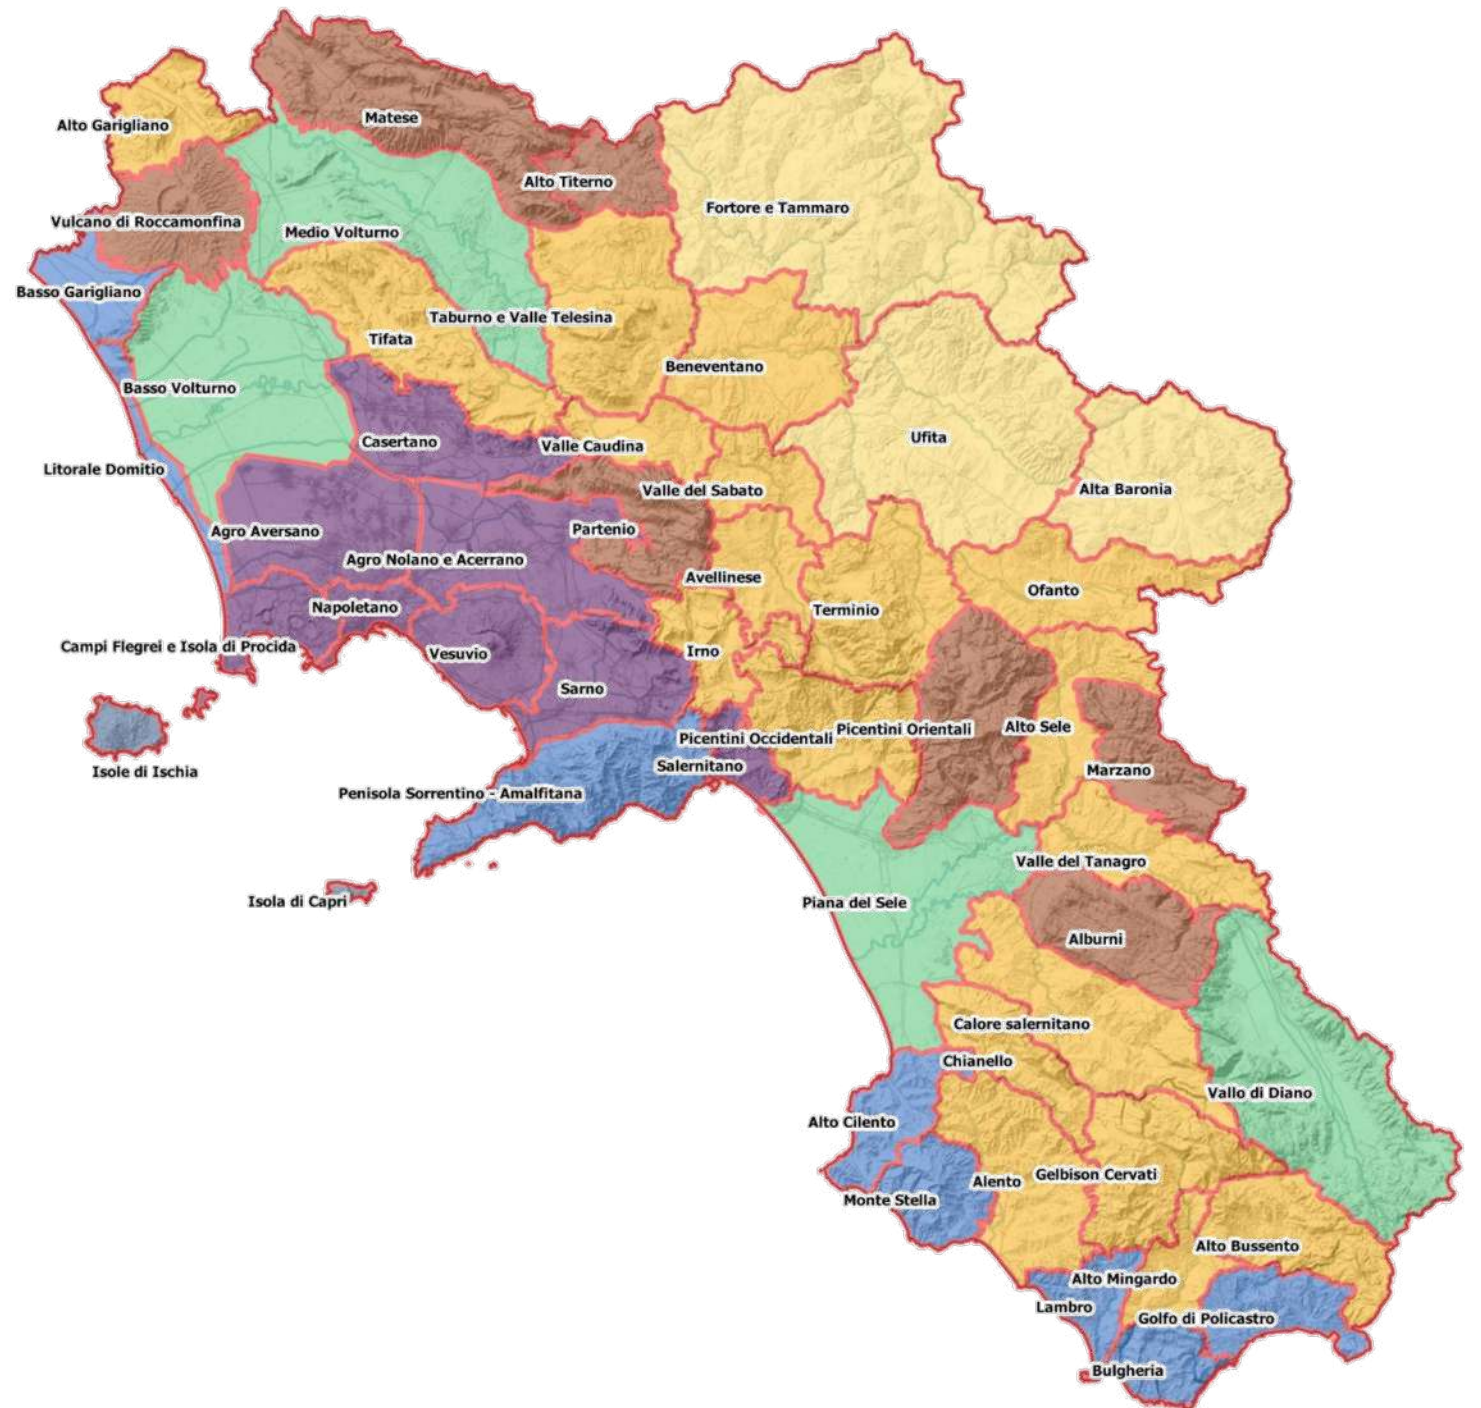 Matese
Alto Garigliano
Alto Titerno
Fortore e Tammaro
Vulcano di Roccamonfina
Medio Volturno
Basso Garigliano
Taburno e Valle Telesina
Tifata
Beneventano
Basso Volturno
Ufita
Casertano
Valle Caudina
Litorale Domitio
Valle del Sabato
Alta Baronia
Agro Aversano
Partenio
Agro Nolano e Acerrano
Avellinese
Ofanto
Napoletano
Terminio
Campi Flegrei e Isola di Procida
Vesuvio
Irno
Sarno
Picentini Orientali
Alto Sele
Picentini Occidentali
Salernitano
Isole di Ischia
Marzano
Penisola Sorrentino - Amalfitana
Valle del Tanagro
Isola di Capri
Piana del Sele
Alburni
Calore salernitano
Chianello
Vallo di Diano
Alto Cilento
Gelbison Cervati
Alento
Monte Stella
Alto Bussento
Alto Mingardo
Lambro
Golfo di Policastro
Bulgheria